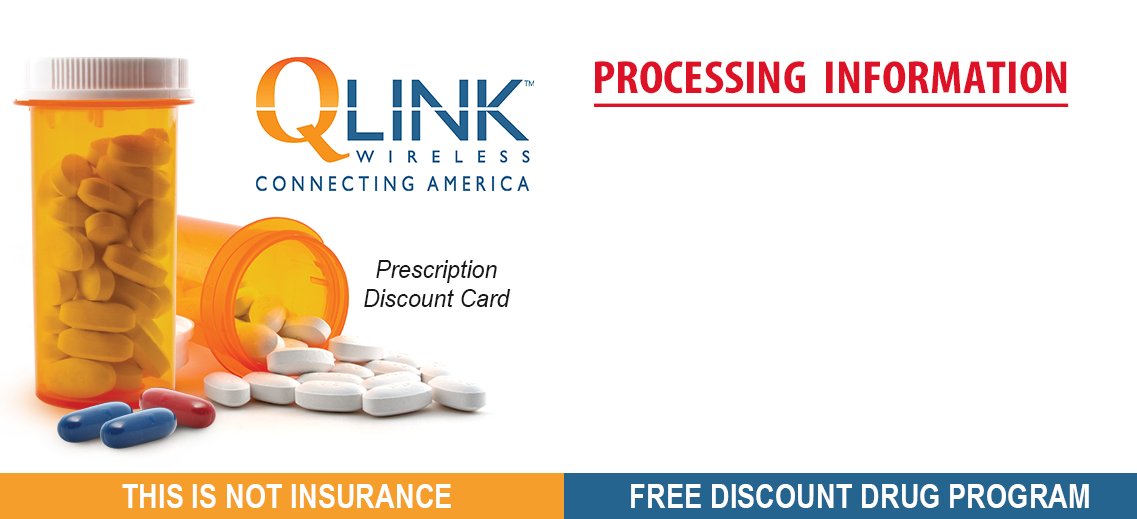 QLINK™
WIRELESS
CONNECTING AMERICA
Prescription
Discount Card
PROCESSING INFORMATION
THIS IS NOT INSURANCE
FREE DISCOUNT DRUG PROGRAM